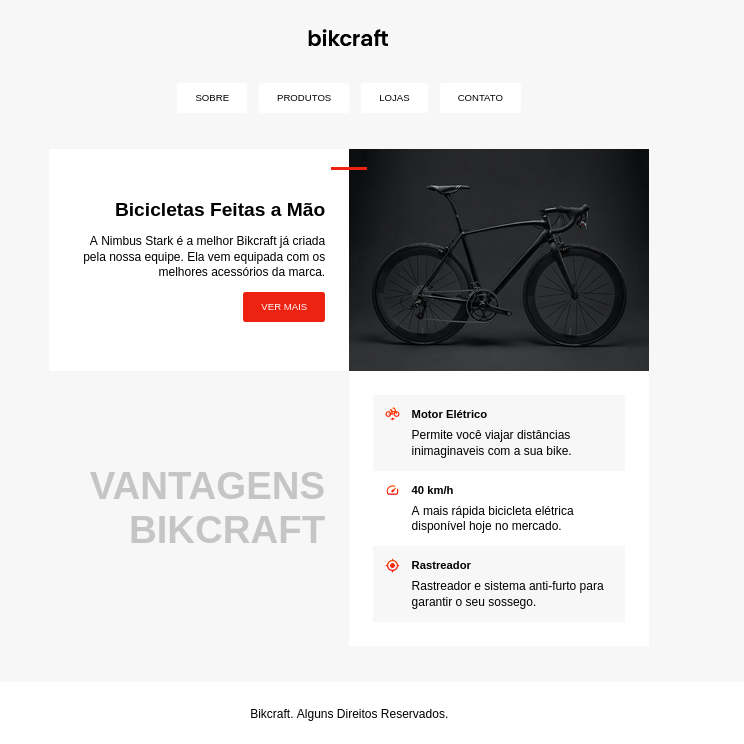 bikcraft
SOBRE PRODUTOS LOJAS CONTATO
Bicicletas Feitas a Mão
A Nimbus Stark é a melhor Bikcraft já criada
pela nossa equipe. Ela vem equipada com os
melhores acessórios da marca.
VER MAIS
VANTAGENS
BIKCRAFT
Motor Elétrico
Permite você viajar distâncias
inimaginaveis com a sua bike.
40 km/h
A mais rápida bicicleta elétrica
disponível hoje no mercado.
Rastreador
Rastreador e sistema anti-furto para
garantir o seu sossego.
Bikcraft. Alguns Direitos Reservados.